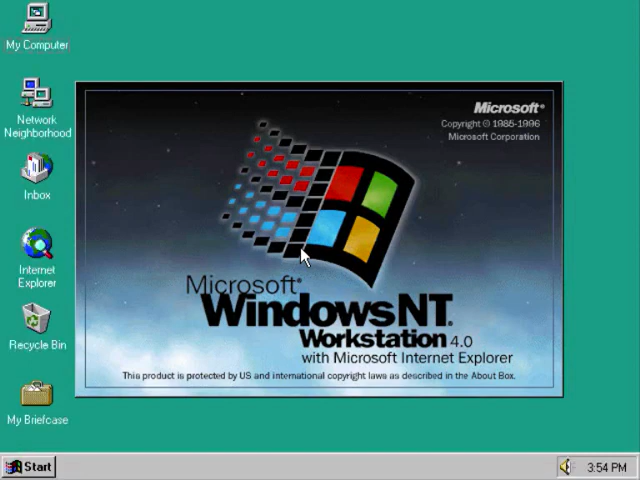 My Computer
Network
Neighborhood
Inbox
Internet
Explorer
Recycle Bin
My Briefcase
Microsoft®
Copyright © 1985-1996
Microsoft Corporation
Microsoft®
Windows NT®
Workstation 4.0
with Microsoft Internet Explorer
This product is protected by US and international copyright laws as described in the About Box.
Start
3:54 PM